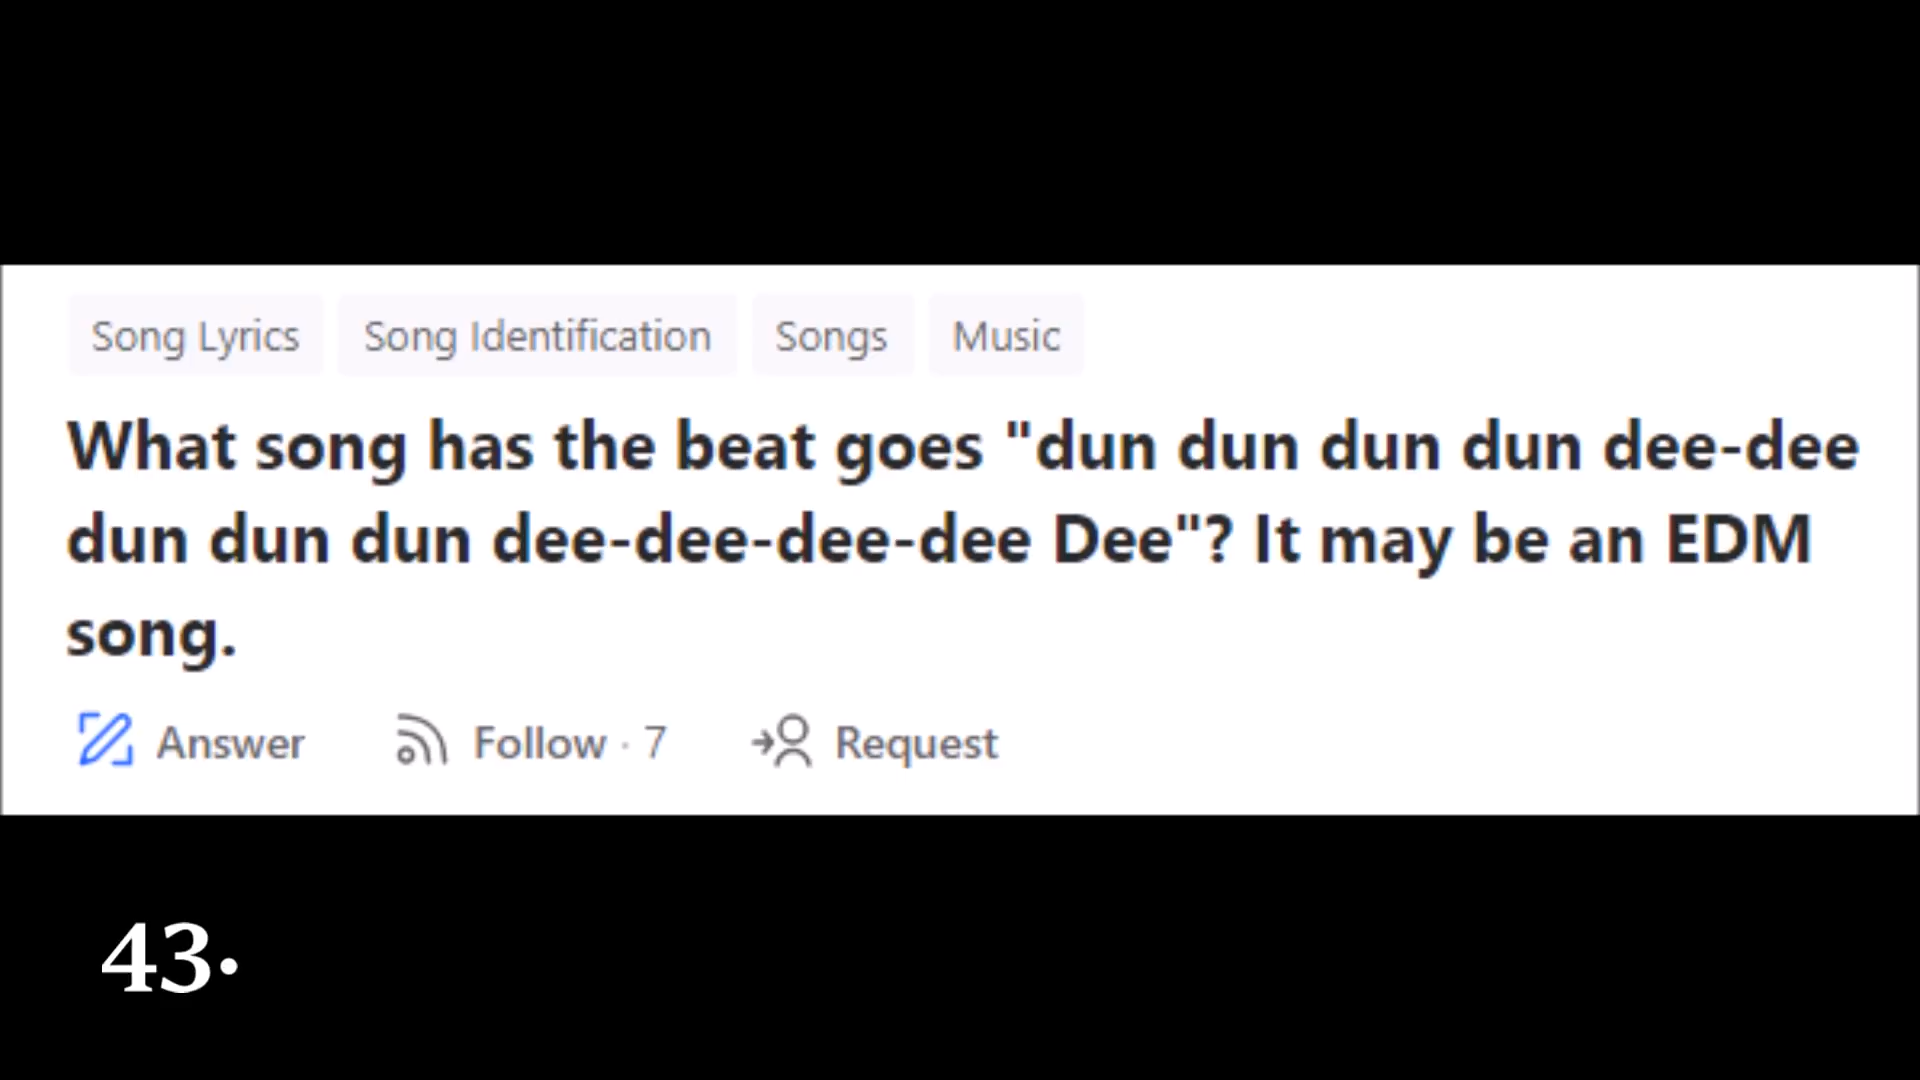 Song Lyrics Song Identification Songs Music
What song has the beat goes "dun dun dun dun dee-dee
dun dun dun dee-dee-dee-dee Dee"? It may be an EDM
song.
Answer Follow · 7 Request
43.